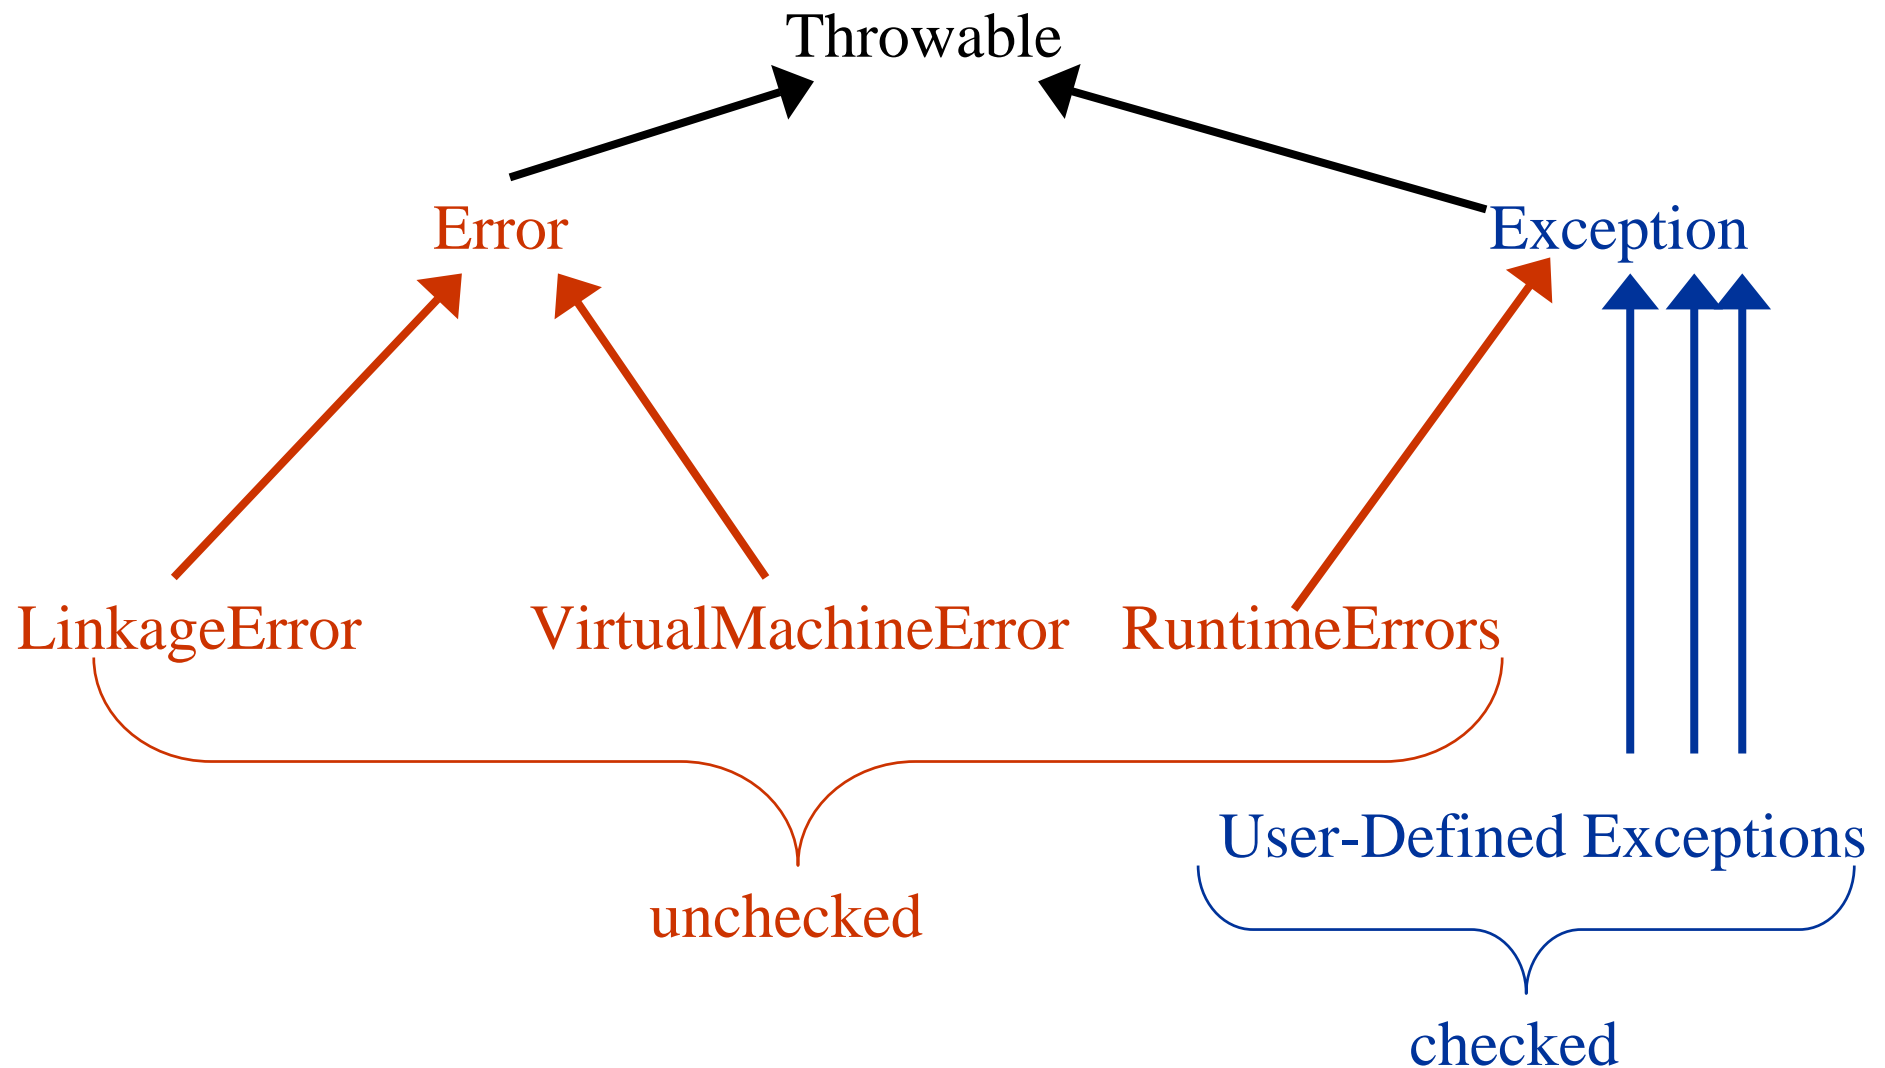 Throwable
Error
Exception
LinkageError
VirtualMachineError
RuntimeErrors
User-Defined Exceptions
unchecked
checked